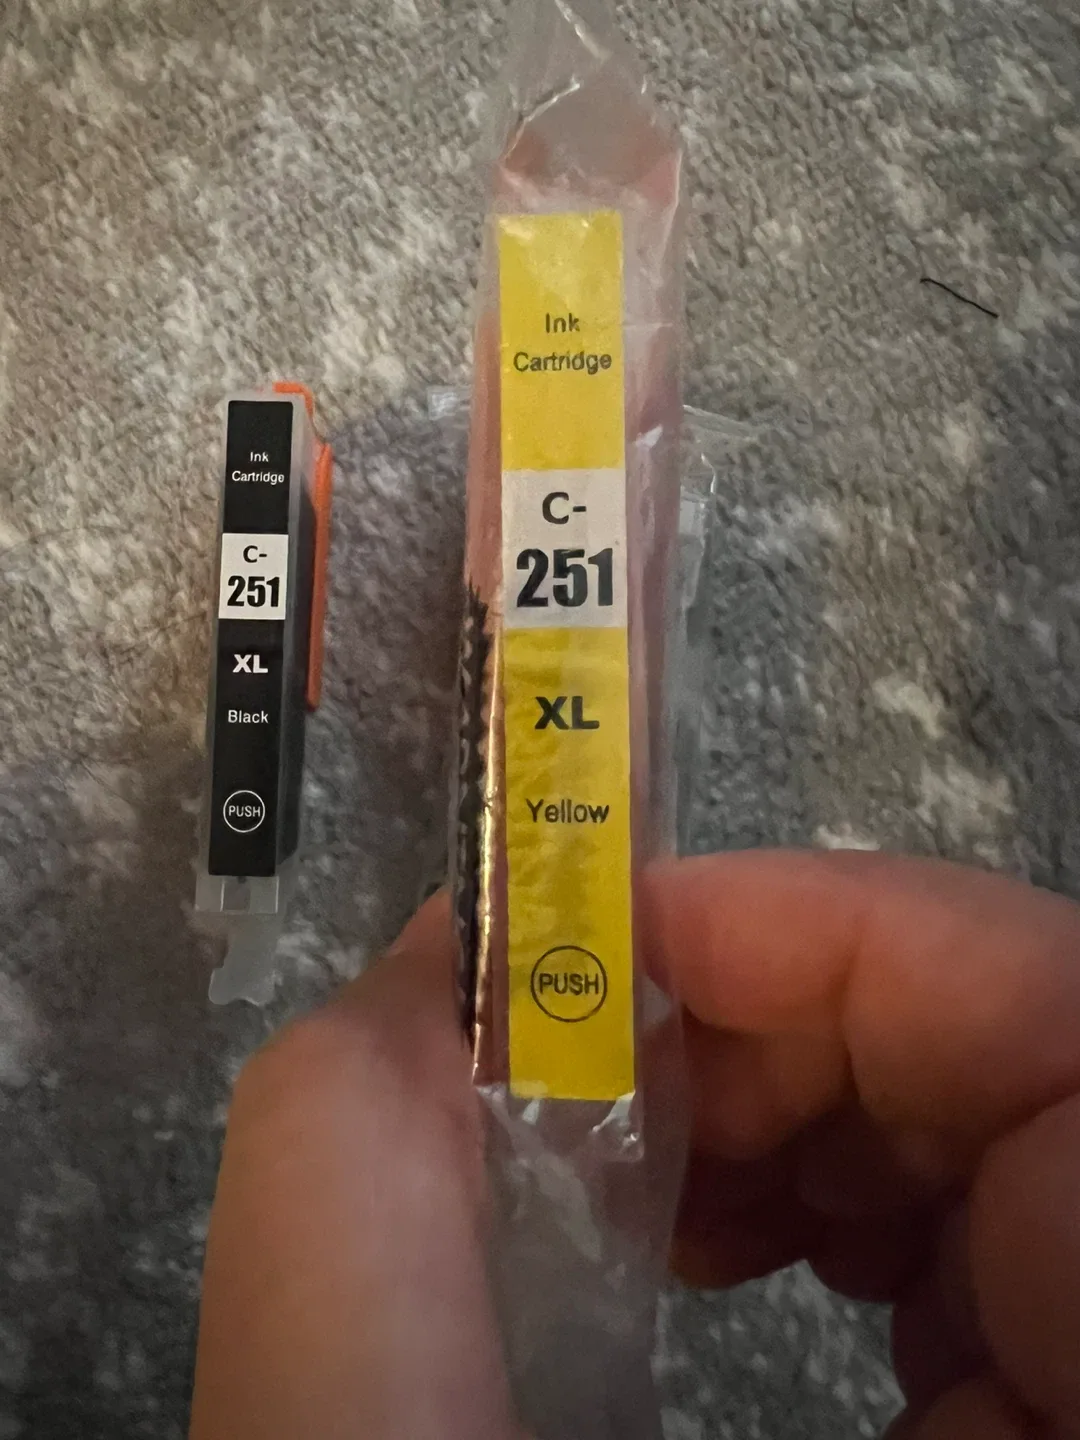 Ink
Cartridge
C-
251
XL
Black
PUSH
Ink
Cartridge
C-
251
XL
Yellow
PUSH